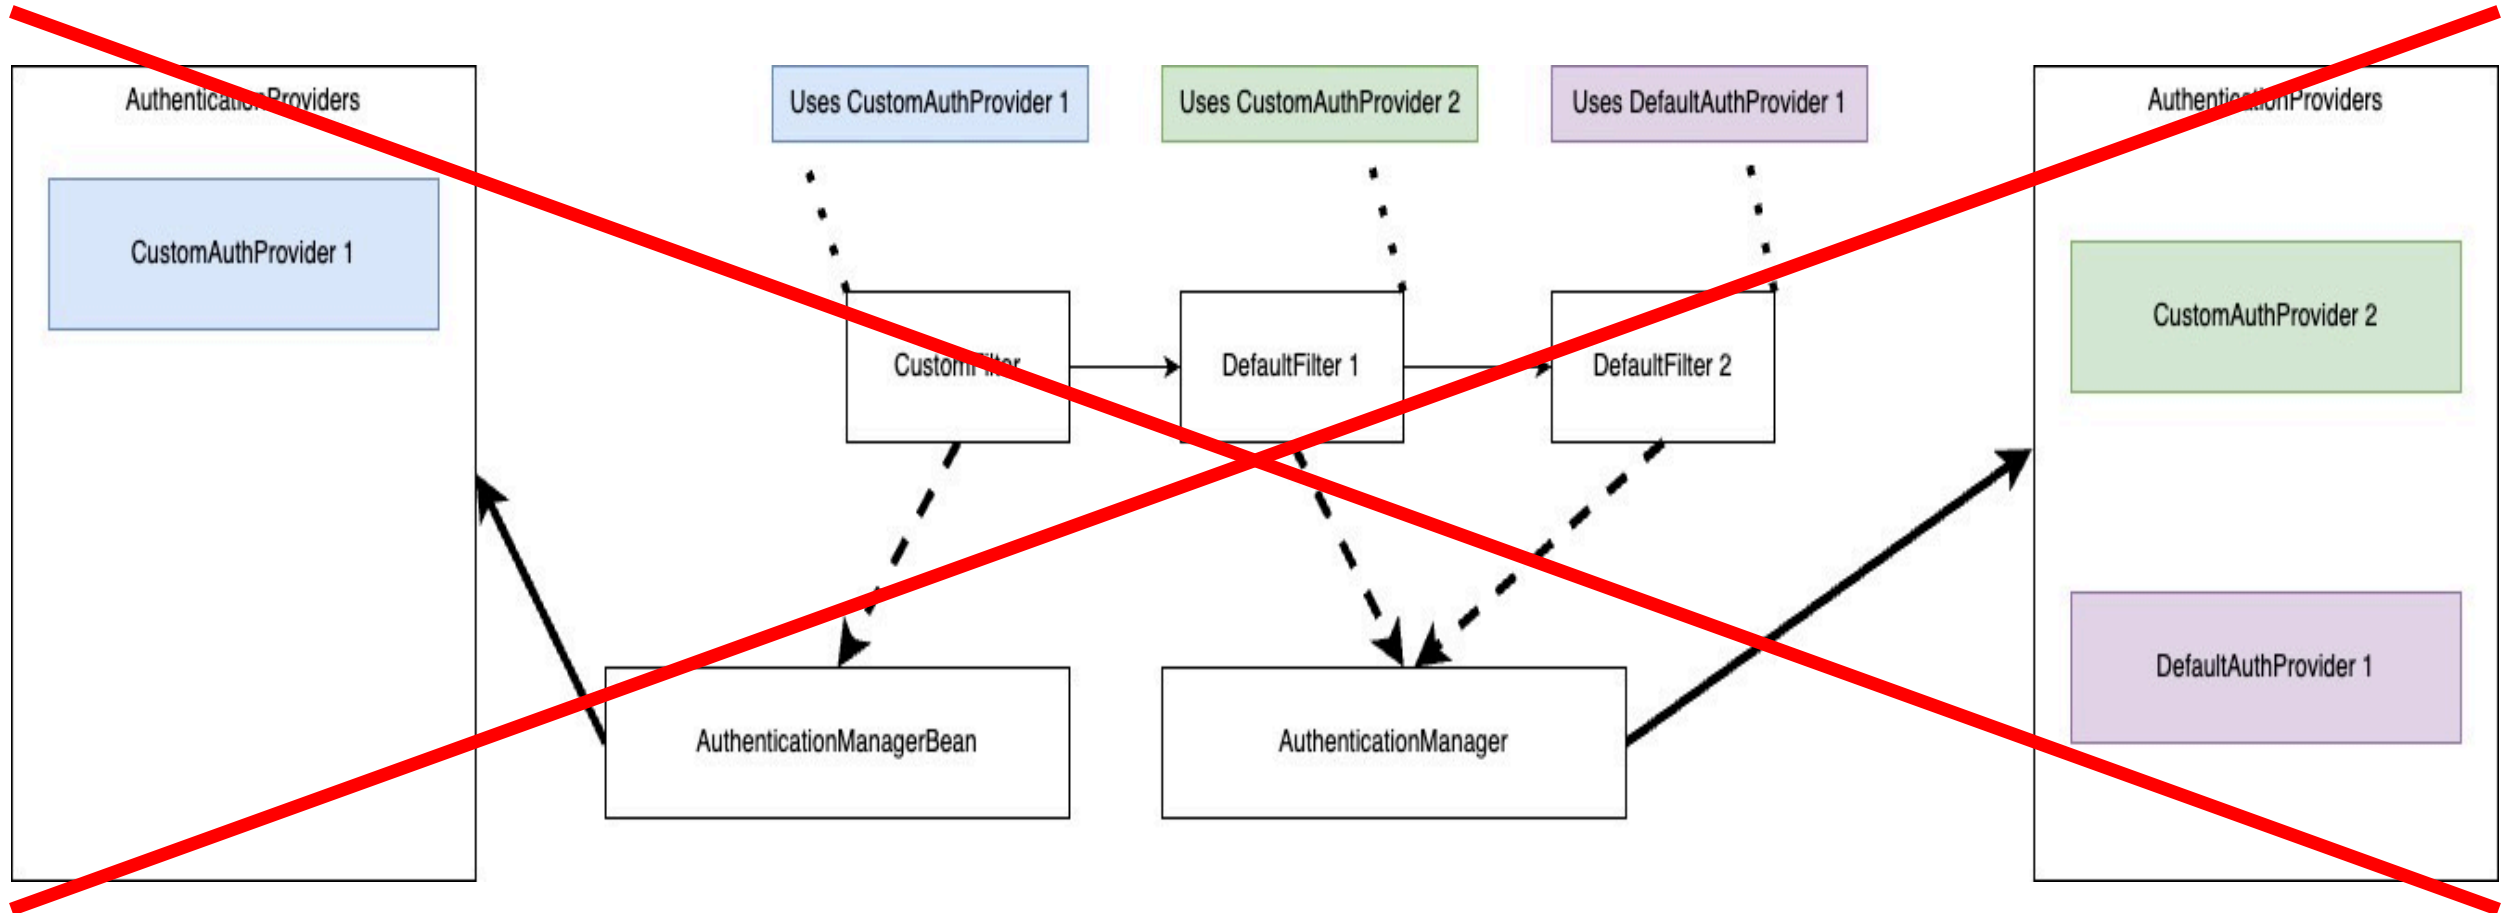 AuthenticationProviders
Uses CustomAuthProvider 1
Uses CustomAuthProvider 2
Uses DefaultAuthProvider 1
AuthenticationProviders
CustomAuthProvider 1
CustomAuthProvider 2
CustomFilter
DefaultFilter 1
DefaultFilter 2
DefaultAuthProvider 1
AuthenticationManagerBean
AuthenticationManager